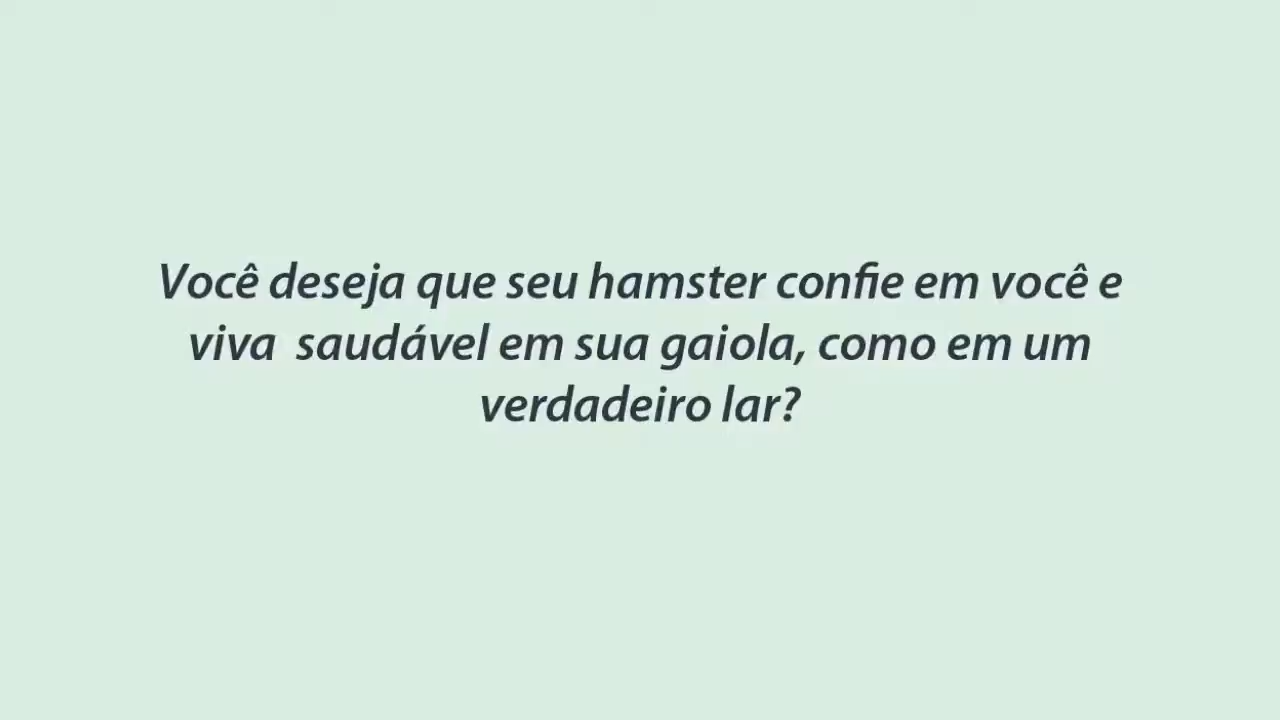 Você deseja que seu hamster confie em você e
viva  saudável em sua gaiola, como em um
verdadeiro lar?